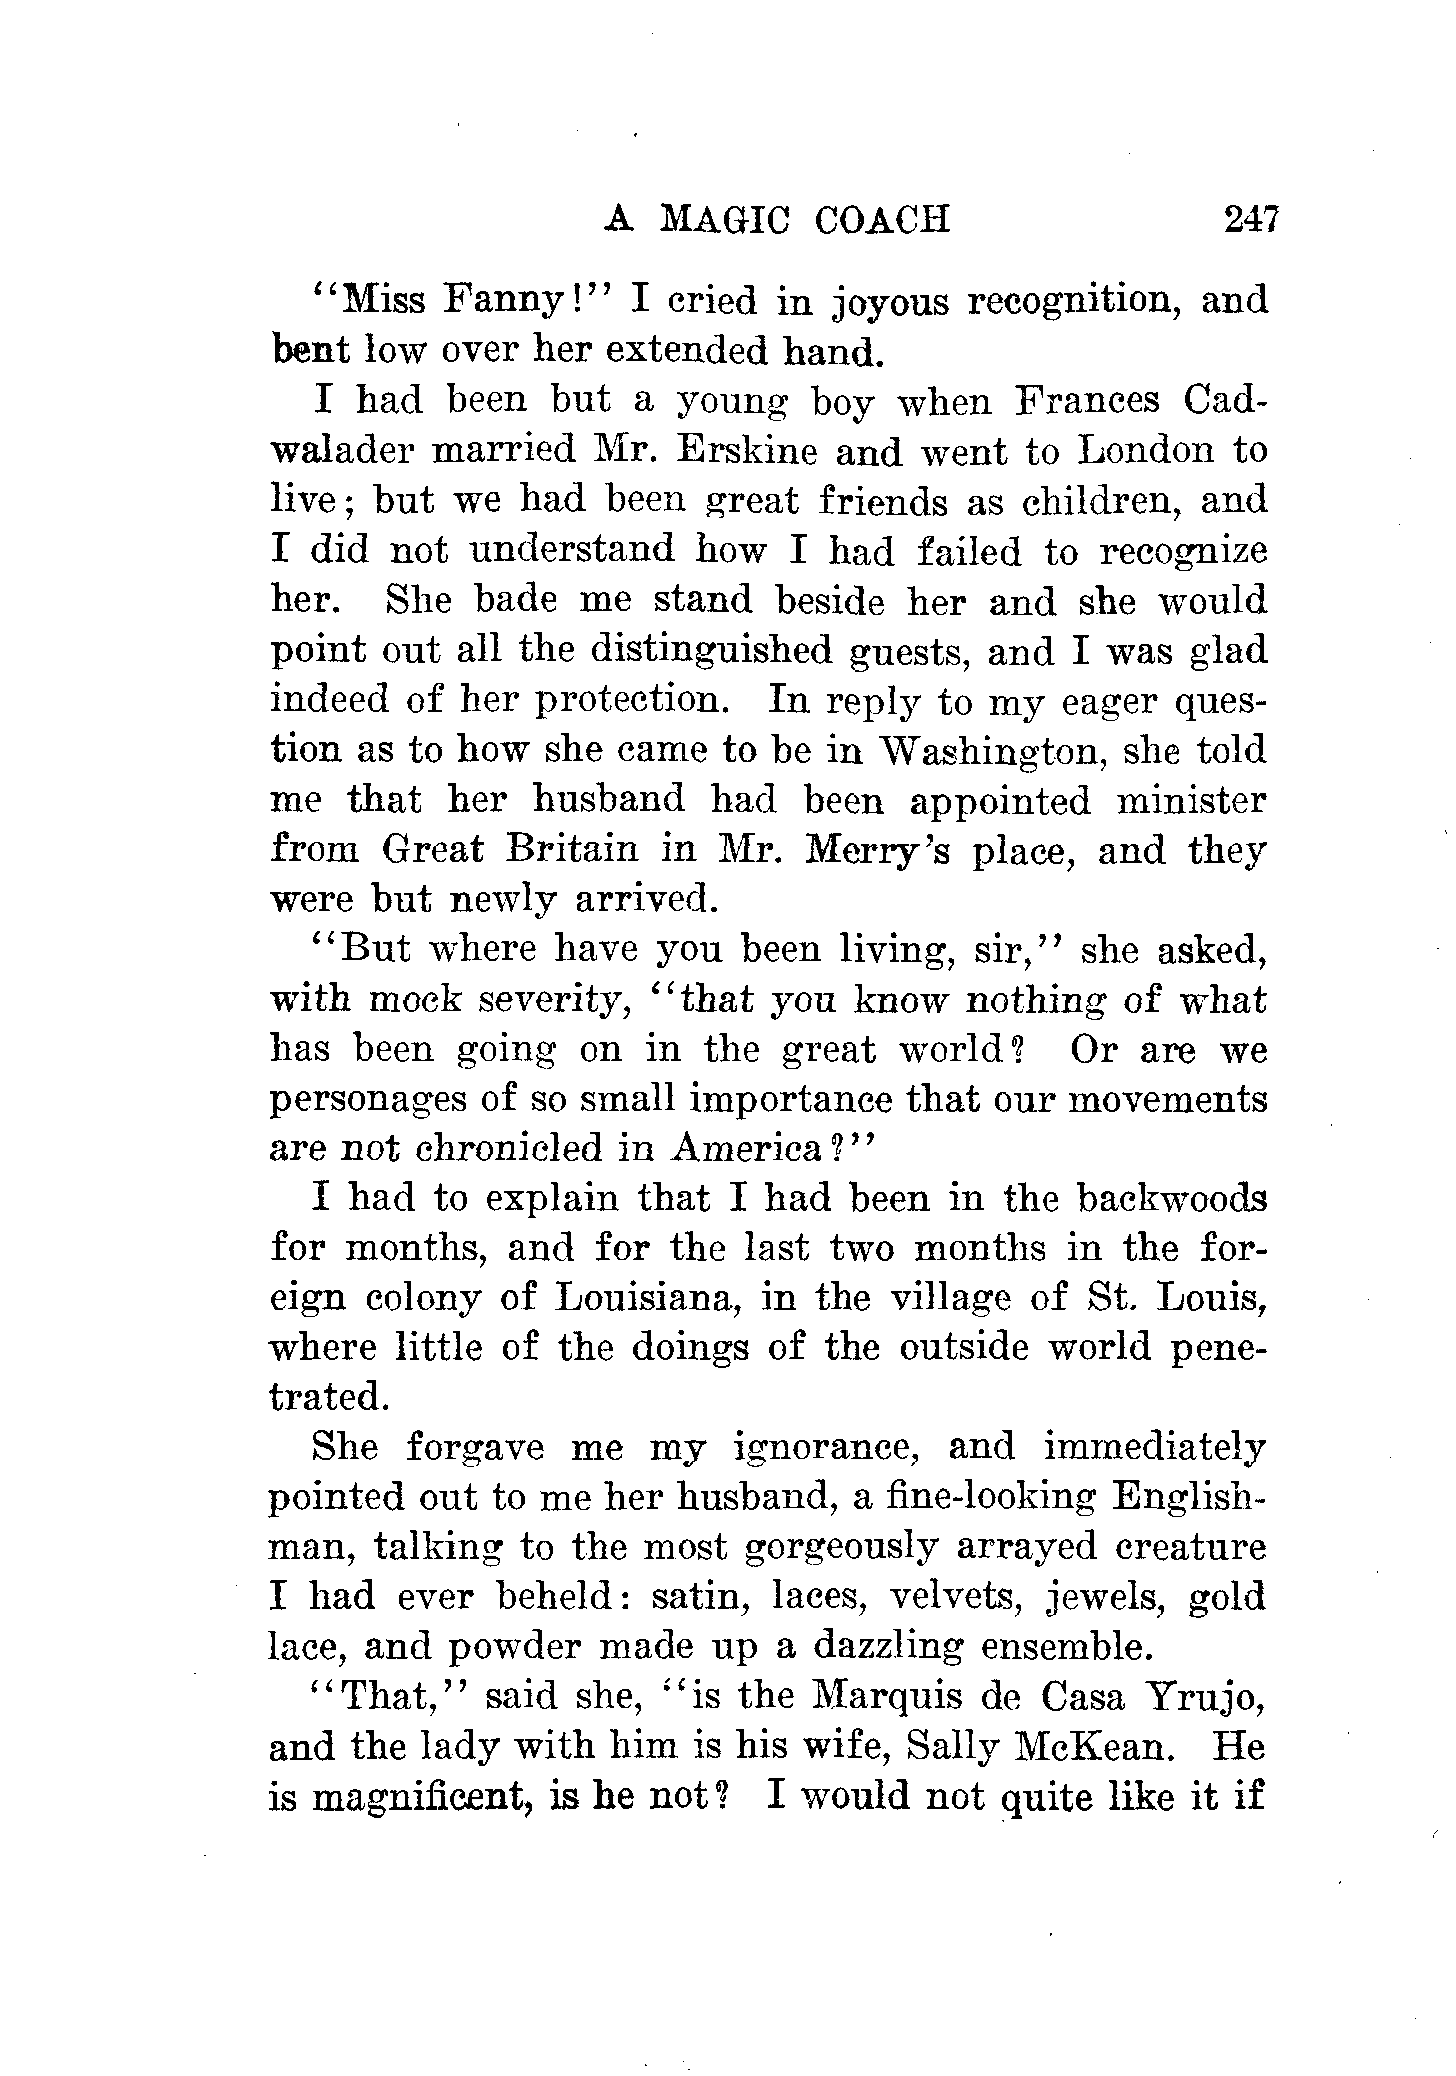 A MAGIC COACH 247
"Miss Fanny!" I cried in joyous recognition, and
bent low over her extended hand.
I had been but a young boy when Frances Cad-
walader married Mr. Erskine and went to London to
live; but we had been great friends as children, and
I did not understand how I had failed to recognize
her. She bade me stand beside her and she would
point out all the distinguished guests, and I was glad
indeed of her protection. In reply to my eager ques-
tion as to how she came to be in Washington, she told
me that her husband had been appointed minister
from Great Britain in Mr. Merry's place, and they
were but newly arrived.
"But where have you been living, sir," she asked,
with mock severity, "that you know nothing of what
has been going on in the great world? Or are we
personages of so small importance that our movements
are not chronicled in America?"
I had to explain that I had been in the backwoods
for months, and for the last two months in the for-
eign colony of Louisiana, in the village of St. Louis,
where little of the doings of the outside world pene-
trated.
She forgave me my ignorance, and immediately
pointed out to me her husband, a fine-looking English-
man, talking to the most gorgeously arrayed creature
I had ever beheld: satin, laces, velvets, jewels, gold
lace, and powder made up a dazzling ensemble.
"That," said she, "is the Marquis de Casa Yrujo,
and the lady with him is his wife, Sally McKean. He
is magnificent, is he not? I would not quite like it if